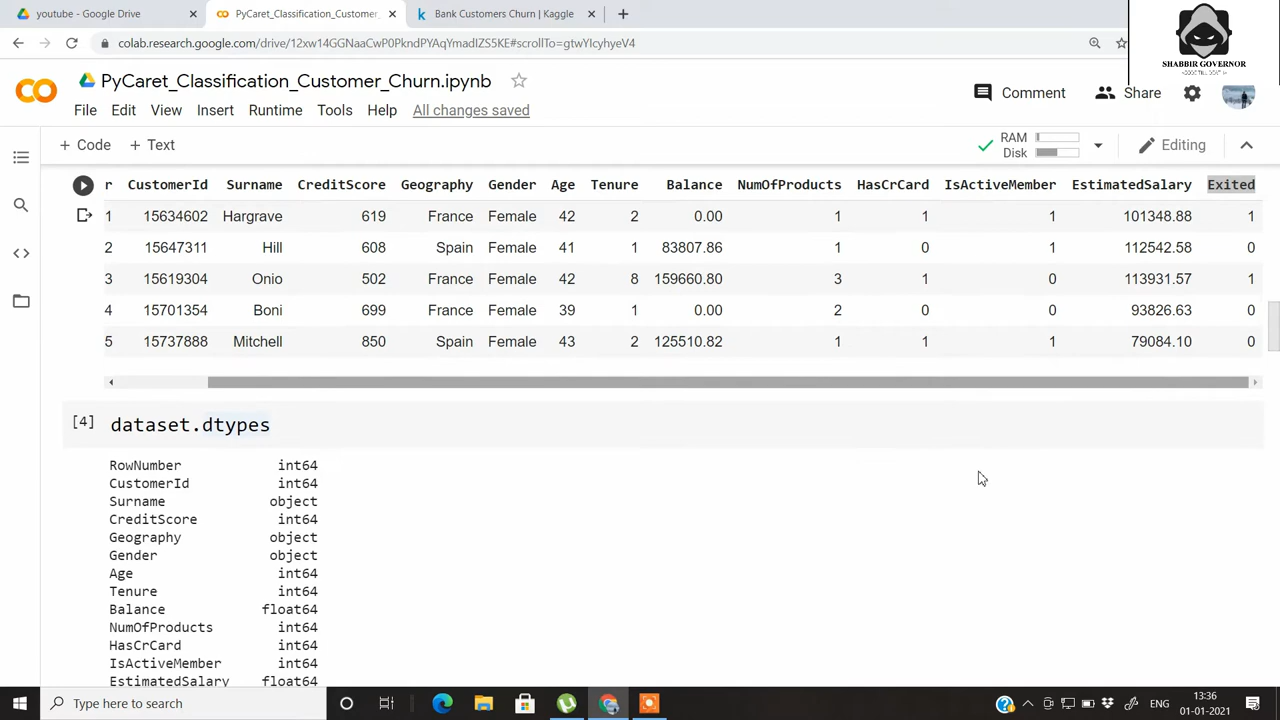 youtube - Google Drive
PyCaret_Classification_Customer_
Bank Customers Churn | Kaggle
colab.research.google.com/drive/12xw14GGNaaCwP0PkndPYAqYmadIZS5KE#scrollTo=gtwYIcyhyeV4
SHABBIR GOVERNOR
PyCaret_Classification_Customer_Churn.ipynb
File Edit View Insert Runtime Tools Help All changes saved
Comment Share
+ Code + Text
RAM
Disk
Editing
r CustomerId Surname CreditScore Geography Gender Age Tenure Balance NumOfProducts HasCrCard IsActiveMember EstimatedSalary Exited
1 15634602 Hargrave 619 France Female 42 2 0.00 1 1 1 101348.88 1
2 15647311 Hill 608 Spain Female 41 1 83807.86 1 0 1 112542.58 0
3 15619304 Onio 502 France Female 42 8 159660.80 3 1 0 113931.57 1
4 15701354 Boni 699 France Female 39 1 0.00 2 0 0 93826.63 0
5 15737888 Mitchell 850 Spain Female 43 2 125510.82 1 1 1 79084.10 0
[4] dataset.dtypes
RowNumber int64
CustomerId int64
Surname object
CreditScore int64
Geography object
Gender object
Age int64
Tenure int64
Balance float64
NumOfProducts int64
HasCrCard int64
IsActiveMember int64
EstimatedSalary float64
Type here to search
ENG
13:36
01-01-2021